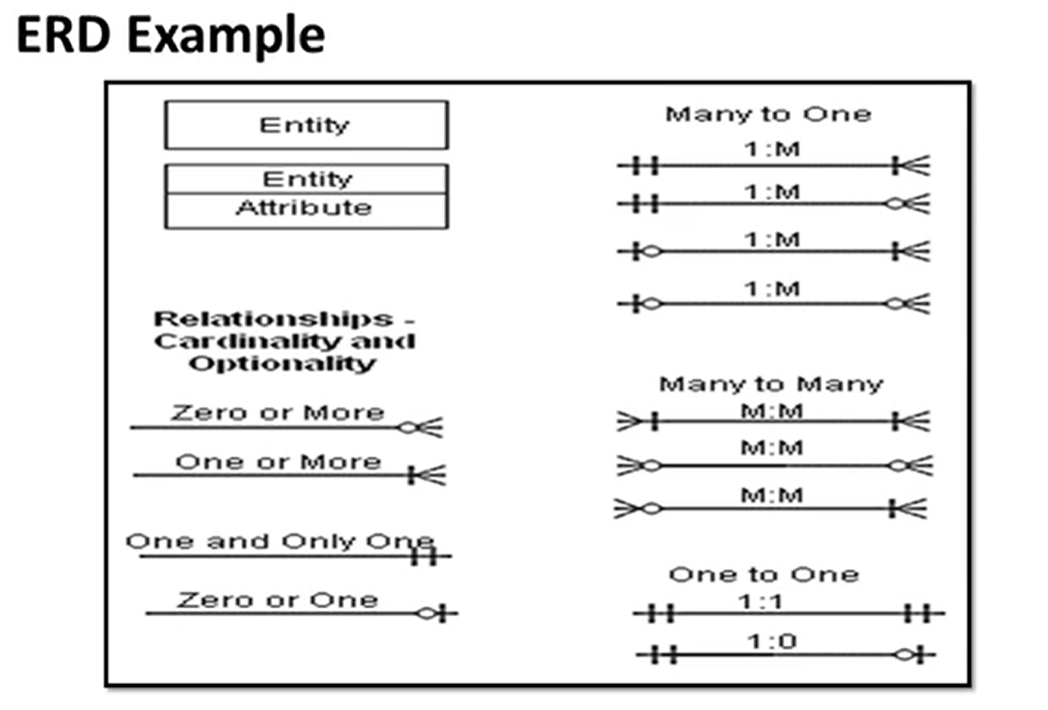 ERD Example
Entity
Entity
Attribute
Relationships -
Cardinality and
Optionality
Zero or More
One or More
One and Only One
Zero or One
Many to One
1:M
1:M
1:M
1:M
Many to Many
M:M
M:M
M:M
One to One
1:1
1:0